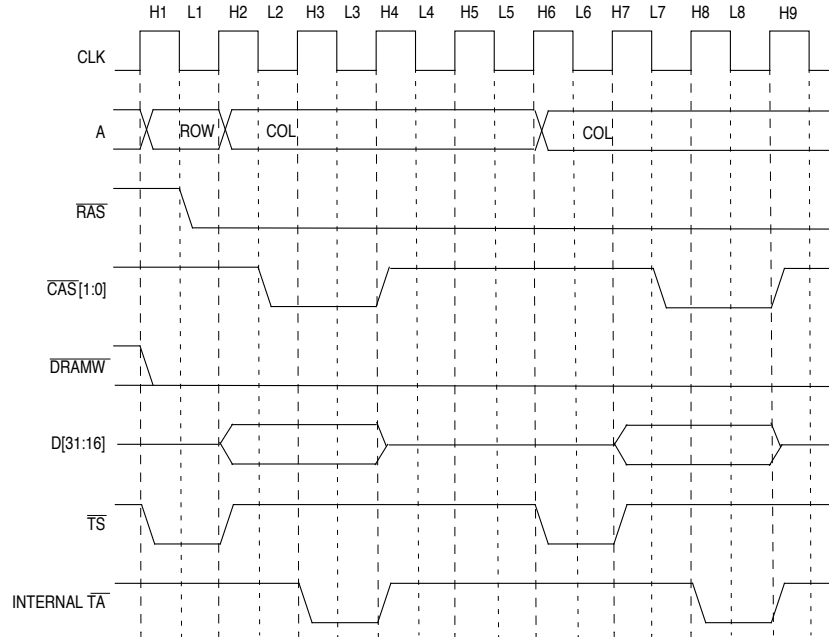 H1 L1 H2 L2 H3 L3 H4 L4 H5 L5 H6 L6 H7 L7 H8 L8 H9
CLK
A ROW COL COL
RAS
CAS[1:0]
DRAMW
D[31:16]
TS
INTERNAL TA